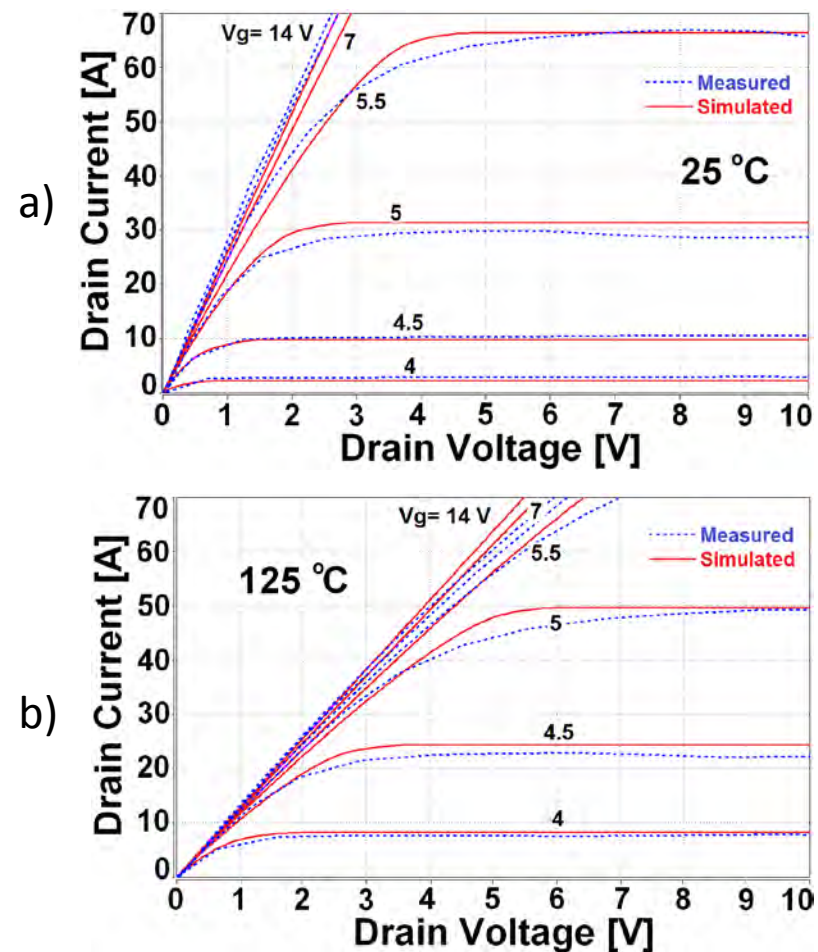 a)
Drain Current [A]
70
60
50
40
30
20
10
0
Vg= 14 V
7
5.5
5
4.5
4
Measured
Simulated
25 °C
0 1 2 3 4 5 6 7 8 9 10
Drain Voltage [V]
b)
Drain Current [A]
70
60
50
40
30
20
10
0
Vg= 14 V
7
5.5
5
4.5
4
125 °C
Measured
Simulated
0 1 2 3 4 5 6 7 8 9 10
Drain Voltage [V]